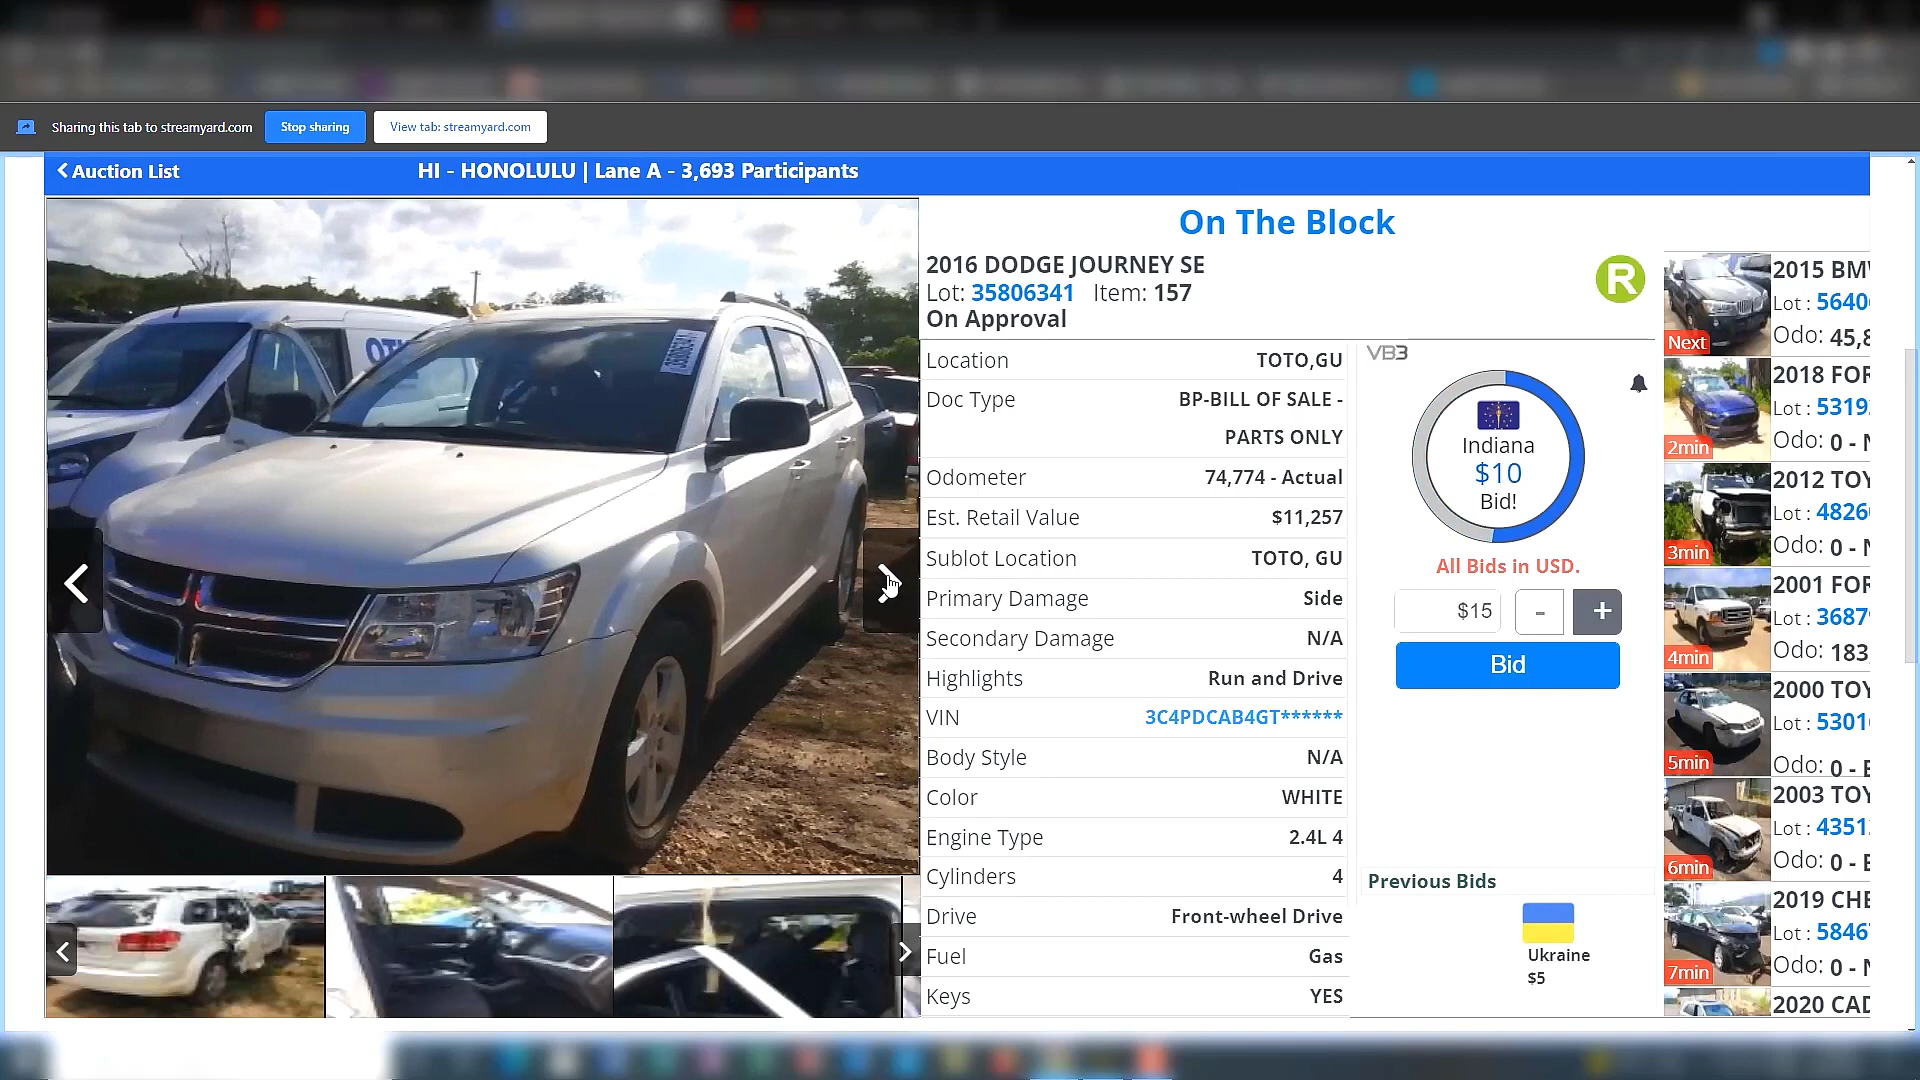 Sharing this tab to streamyard.com
Stop sharing
View tab: streamyard.com
Auction List
HI - HONOLULU | Lane A - 3,693 Participants
On The Block
2016 DODGE JOURNEY SE
Lot: 35806341 Item: 157
On Approval
R
Location TOTO,GU
Doc Type BP-BILL OF SALE -
PARTS ONLY
Odometer 74,774 - Actual
Est. Retail Value $11,257
Sublot Location TOTO, GU
Primary Damage Side
Secondary Damage N/A
Highlights Run and Drive
VIN 3C4PDCAB4GT******
Body Style N/A
Color WHITE
Engine Type 2.4L 4
Cylinders 4
Drive Front-wheel Drive
Fuel Gas
Keys YES
VB3
Indiana
$10
Bid!
All Bids in USD.
$15 - +
Bid
Previous Bids
Ukraine
$5
2015 BM
Lot : 5640
Odo: 45,8
Next
2018 FOR
Lot : 5319
Odo: 0 - N
2min
2012 TOY
Lot : 4826
Odo: 0 - N
3min
2001 FOR
Lot : 3687
Odo: 183
4min
2000 TOY
Lot : 5301
Odo: 0 - E
5min
2003 TOY
Lot : 4351
Odo: 0 - E
6min
2019 CHE
Lot : 5846
Odo: 0 - N
7min
2020 CAD